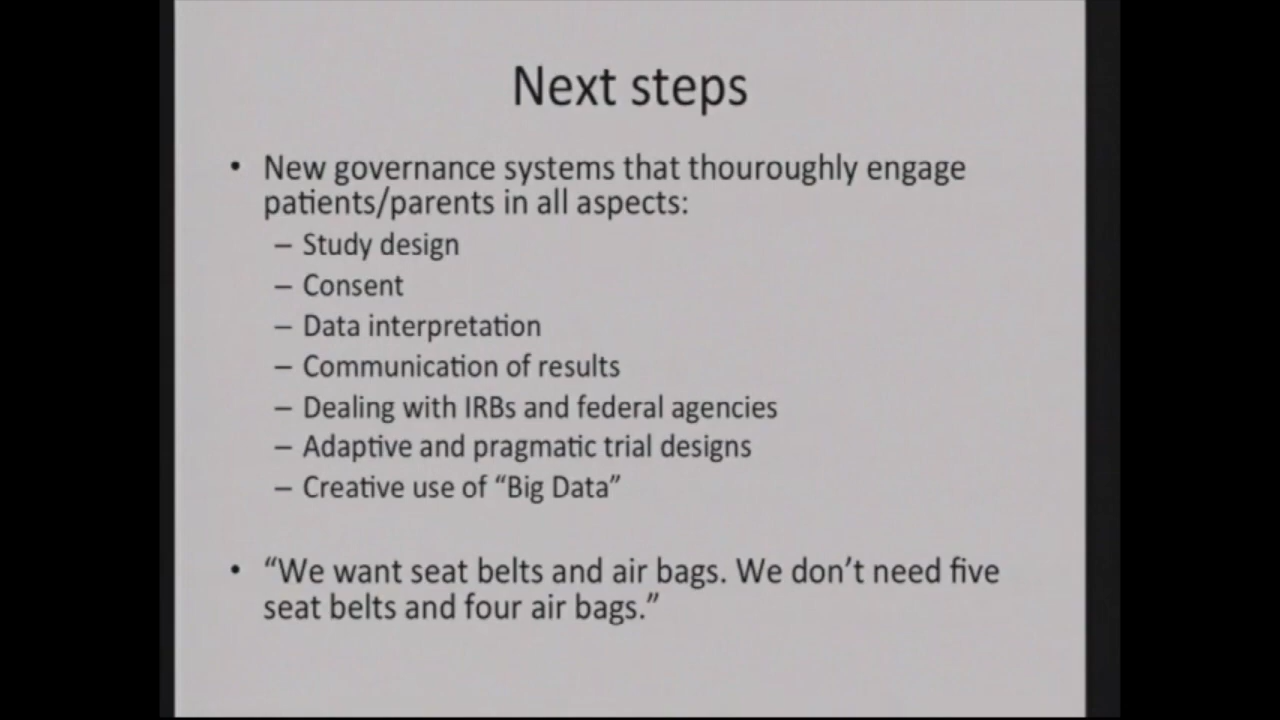 Next steps
• New governance systems that thouroughly engage
patients/parents in all aspects:
– Study design
– Consent
– Data interpretation
– Communication of results
– Dealing with IRBs and federal agencies
– Adaptive and pragmatic trial designs
– Creative use of “Big Data”
• “We want seat belts and air bags. We don’t need five
seat belts and four air bags.”